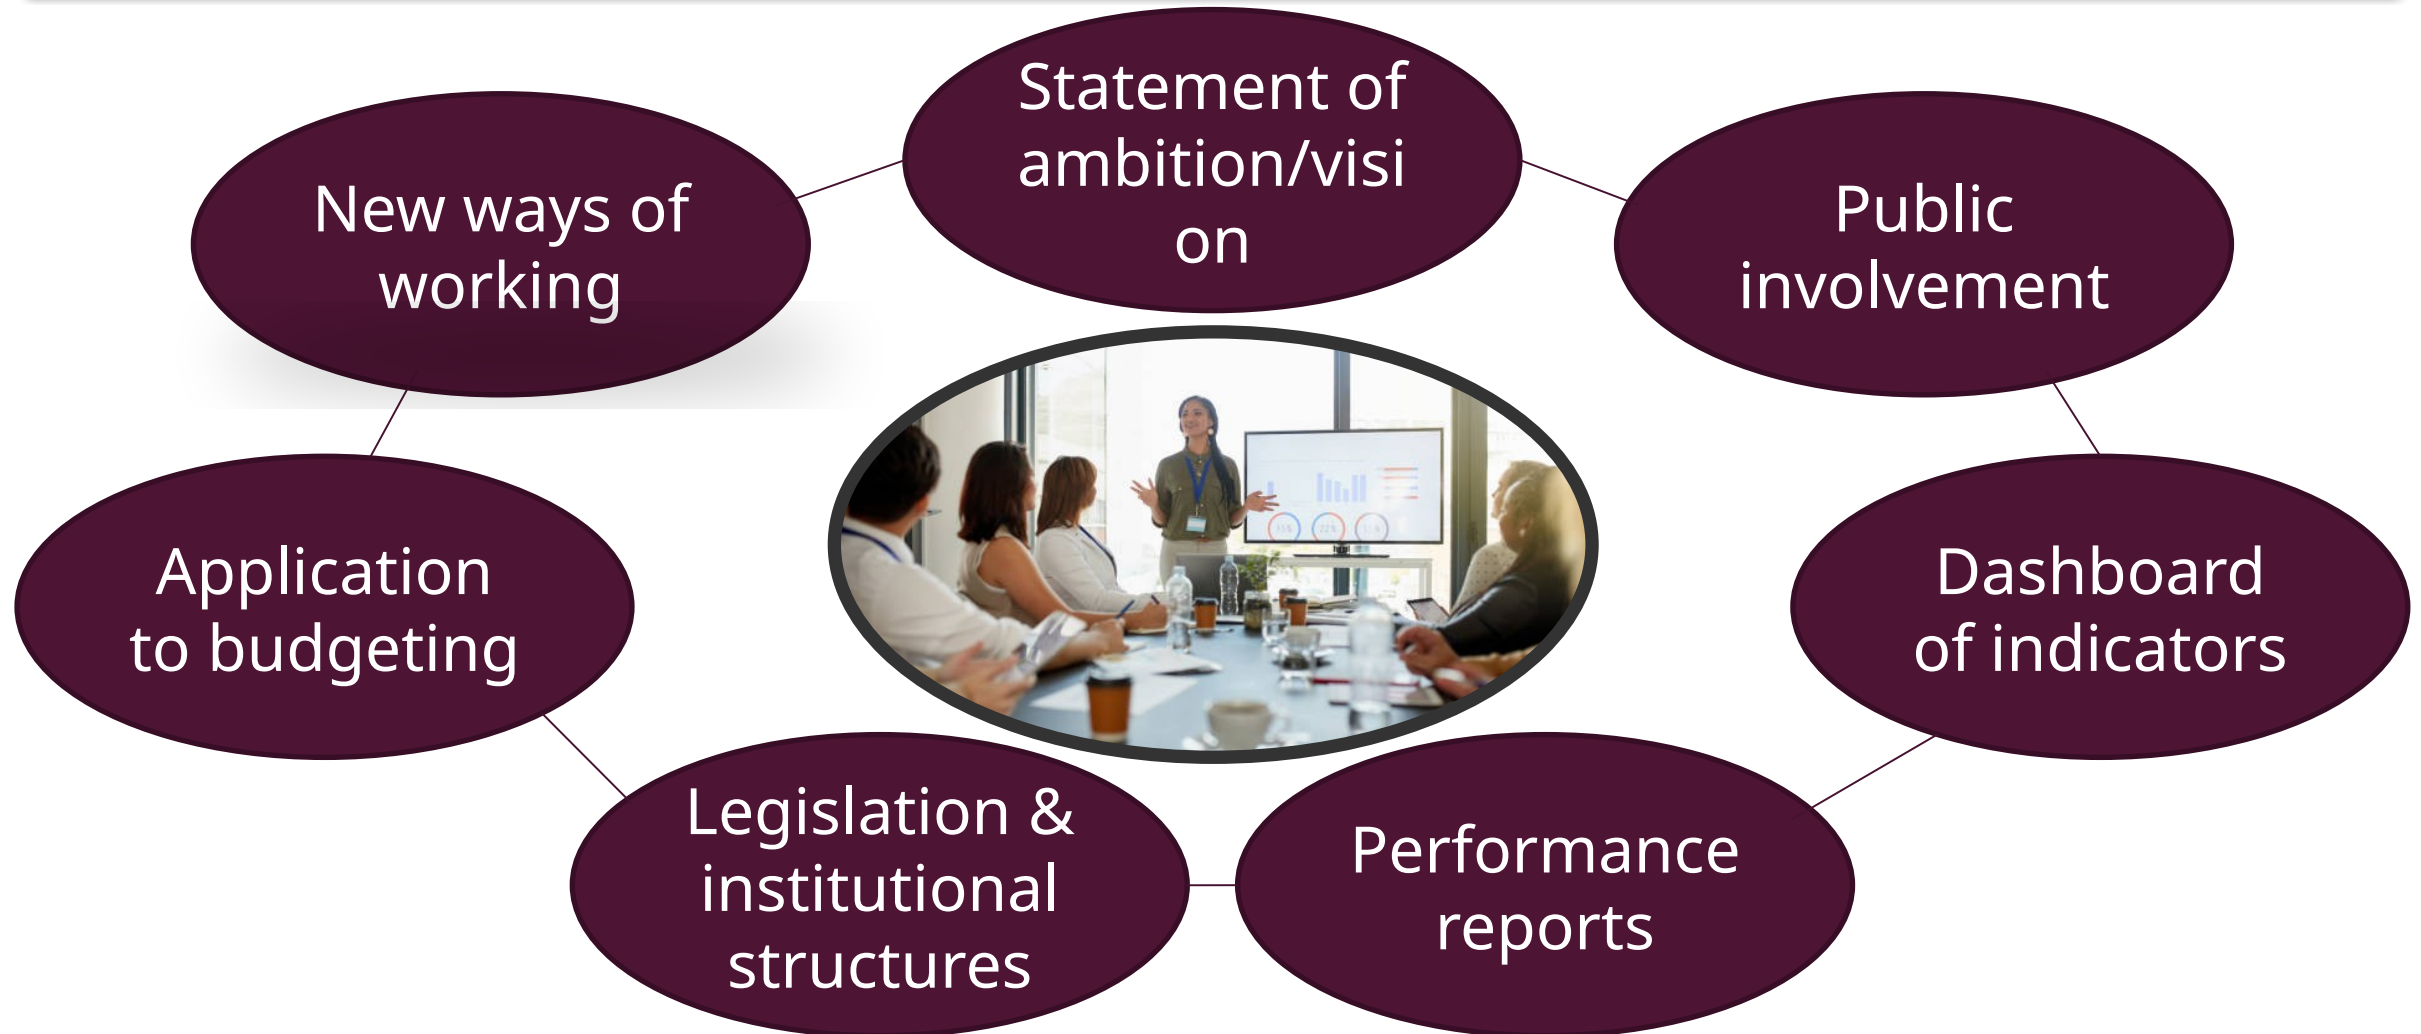 Statement of
ambition/visi
on
Public
involvement
Dashboard
of indicators
Performance
reports
Legislation &
institutional
structures
Application
to budgeting
New ways of
working